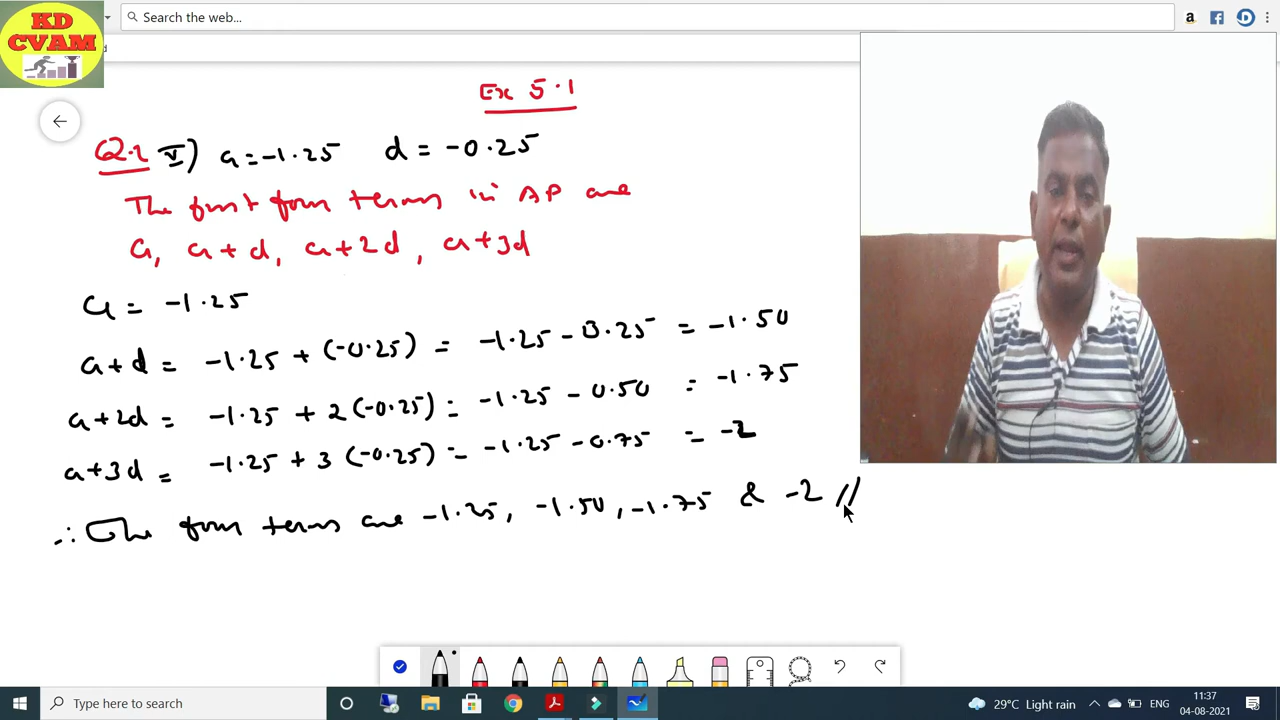 KD
CVAM
Search the web...
Ex 5.1
Q.2 V) a = -1.25 d = -0.25
The first four terms in AP are
a, a+d, a+2d, a+3d
a = -1.25
a+d = -1.25 + (-0.25) = -1.25 - 0.25 = -1.50
a+2d = -1.25 + 2(-0.25) = -1.25 - 0.50 = -1.75
a+3d = -1.25 + 3(-0.25) = -1.25 - 0.75 = -2
∴ The four terms are -1.25, -1.50, -1.75 & -2 //
Type here to search
29°C Light rain
ENG
11:37
04-08-2021